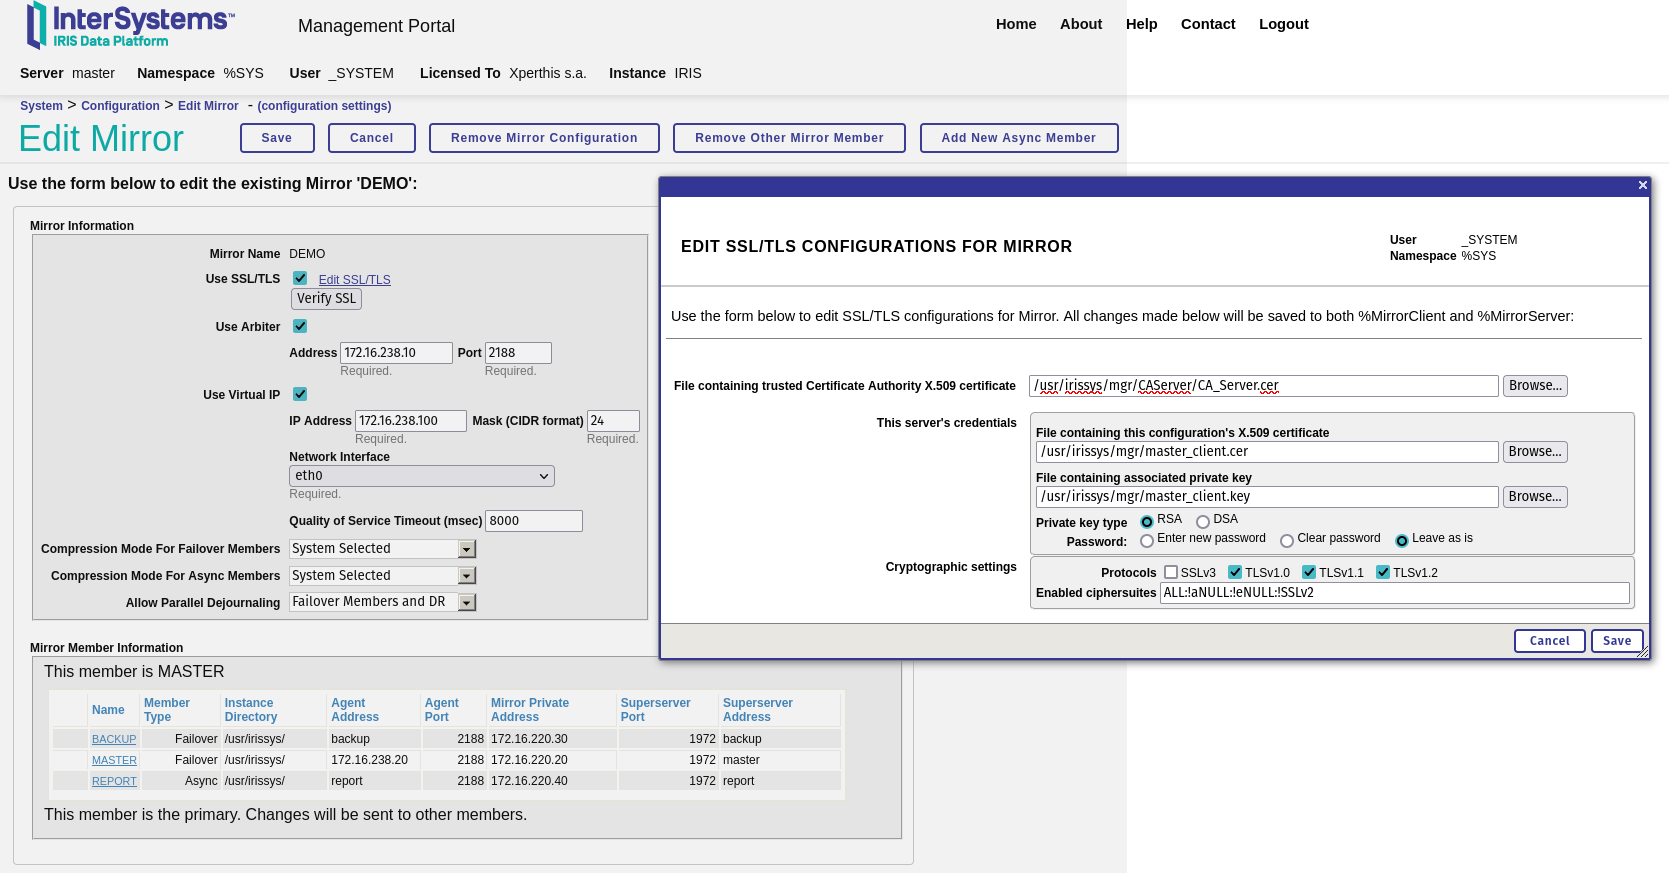 InterSystems™
IRIS Data Platform
Management Portal
Home About Help Contact Logout
Server master Namespace %SYS User _SYSTEM Licensed To Xperthis s.a. Instance IRIS
System > Configuration > Edit Mirror - (configuration settings)
Edit Mirror
Save Cancel Remove Mirror Configuration Remove Other Mirror Member Add New Async Member
Use the form below to edit the existing Mirror 'DEMO':
Mirror Information
Mirror Name DEMO
Use SSL/TLS Edit SSL/TLS
Verify SSL
Use Arbiter
Address 172.16.238.10 Port 2188
Required. Required.
Use Virtual IP
IP Address 172.16.238.100 Mask (CIDR format) 24
Required. Required.
Network Interface
eth0
Required.
Quality of Service Timeout (msec) 8000
Compression Mode For Failover Members System Selected
Compression Mode For Async Members System Selected
Allow Parallel Dejournaling Failover Members and DR
Mirror Member Information
This member is MASTER
Name Member Type Instance Directory Agent Address Agent Port Mirror Private Address Superserver Port Superserver Address
BACKUP Failover /usr/irissys/ backup 2188 172.16.220.30 1972 backup
MASTER Failover /usr/irissys/ 172.16.238.20 2188 172.16.220.20 1972 master
REPORT Async /usr/irissys/ report 2188 172.16.220.40 1972 report
This member is the primary. Changes will be sent to other members.
×
EDIT SSL/TLS CONFIGURATIONS FOR MIRROR
User _SYSTEM
Namespace %SYS
Use the form below to edit SSL/TLS configurations for Mirror. All changes made below will be saved to both %MirrorClient and %MirrorServer:
File containing trusted Certificate Authority X.509 certificate /usr/irissys/mgr/CAServer/CA_Server.cer Browse...
This server's credentials
File containing this configuration's X.509 certificate
/usr/irissys/mgr/master_client.cer Browse...
File containing associated private key
/usr/irissys/mgr/master_client.key Browse...
Private key type RSA DSA
Password: Enter new password Clear password Leave as is
Cryptographic settings
Protocols SSLv3 TLSv1.0 TLSv1.1 TLSv1.2
Enabled ciphersuites ALL:!aNULL:!eNULL:!SSLv2
Cancel Save